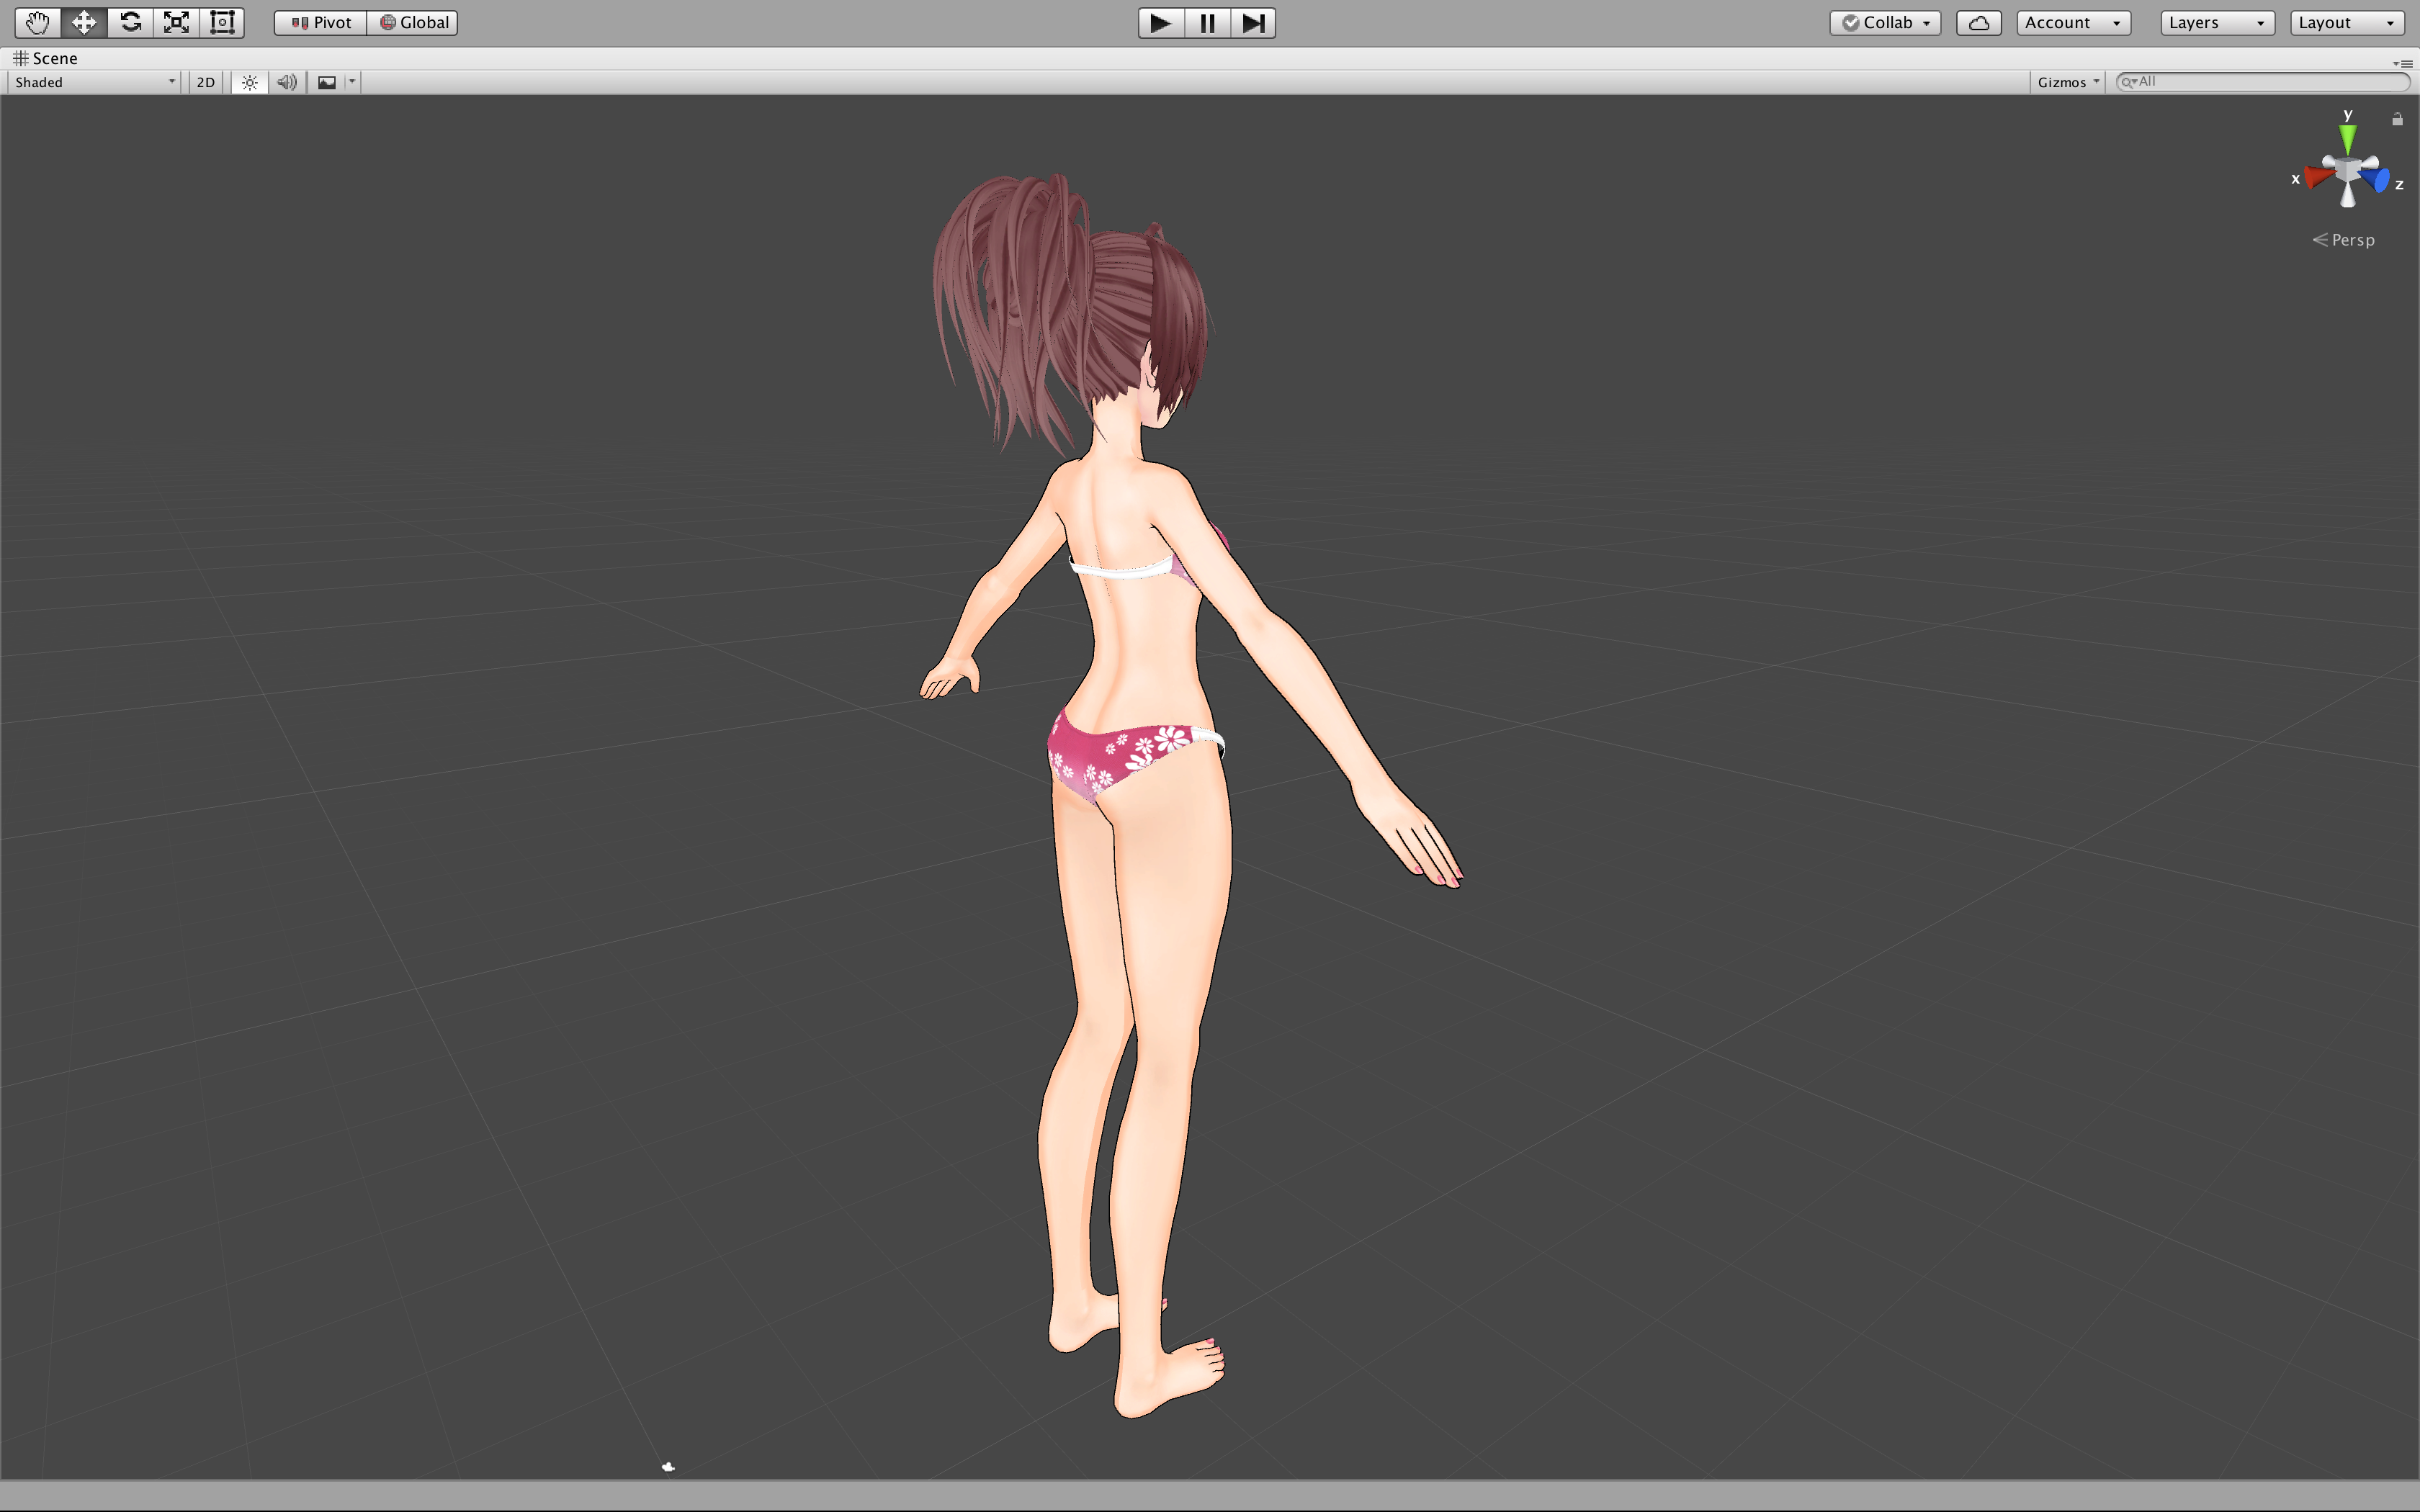 Pivot Global Collab Account Layers Layout
Scene
Shaded 2D Gizmos All
y
x z
Persp